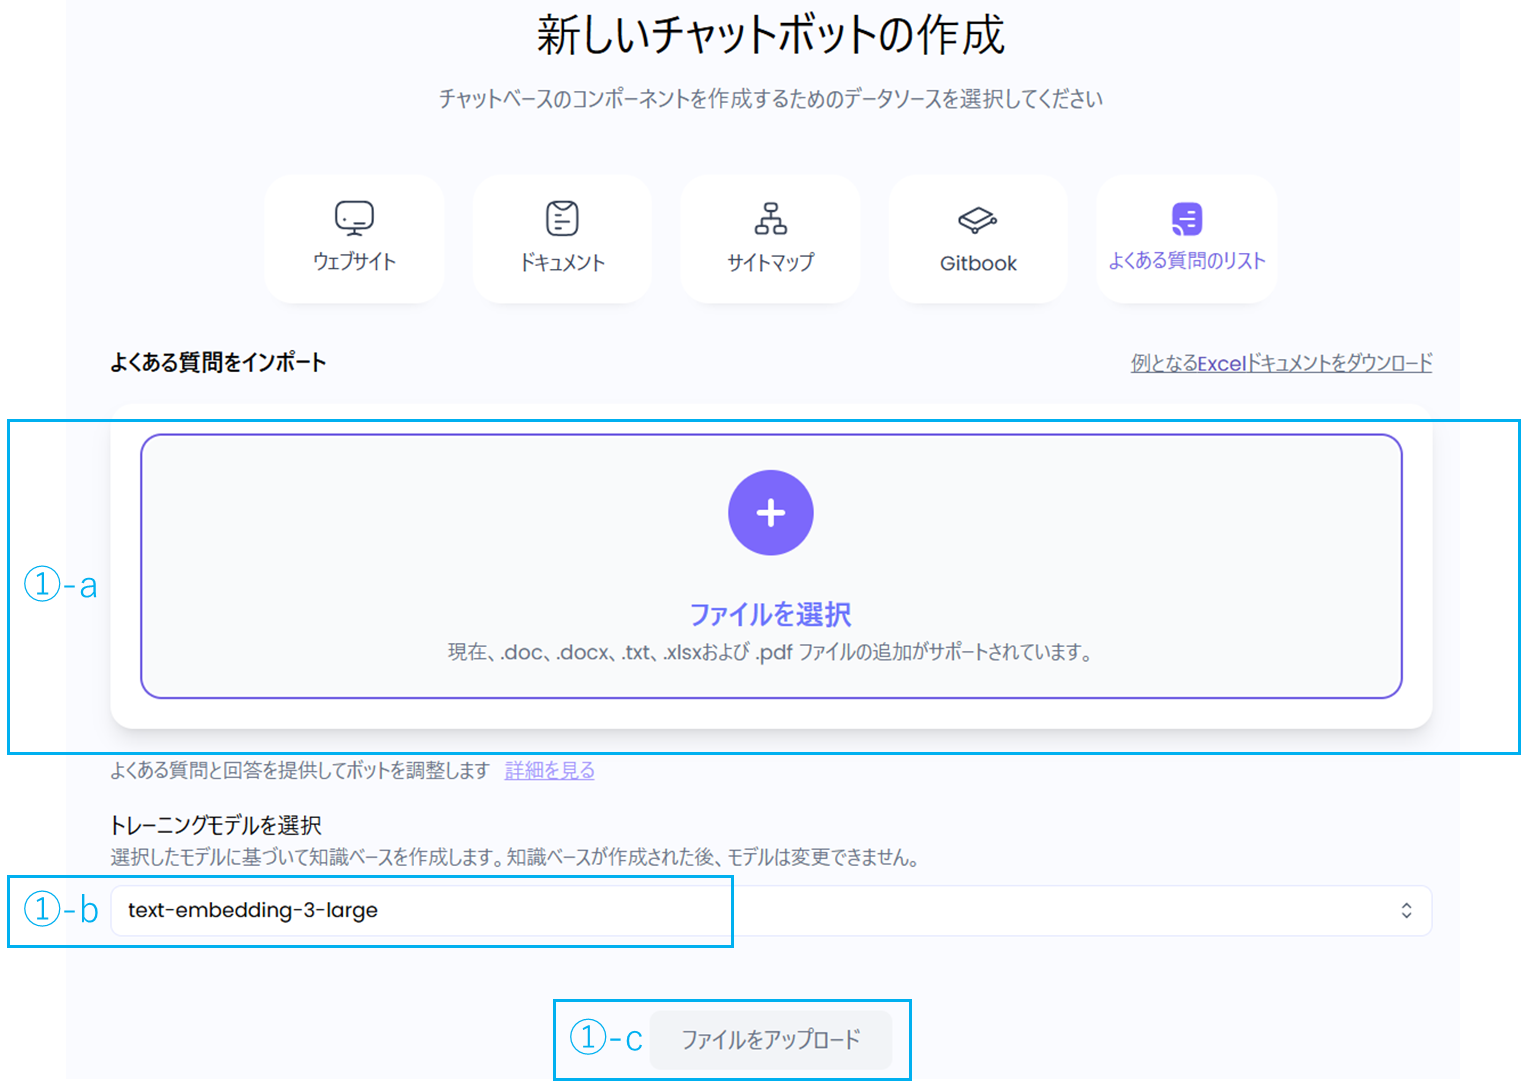 新しいチャットボットの作成
チャットベースのコンポーネントを作成するためのデータソースを選択してください
ウェブサイト
ドキュメント
サイトマップ
Gitbook
よくある質問のリスト
よくある質問をインポート
例となるExcelドキュメントをダウンロード
①-a
ファイルを選択
現在、.doc、.docx、.txt、.xlsxおよび .pdf ファイルの追加がサポートされています。
よくある質問と回答を提供してボットを調整します 詳細を見る
トレーニングモデルを選択
選択したモデルに基づいて知識ベースを作成します。知識ベースが作成された後、モデルは変更できません。
①-b text-embedding-3-large
①-c ファイルをアップロード